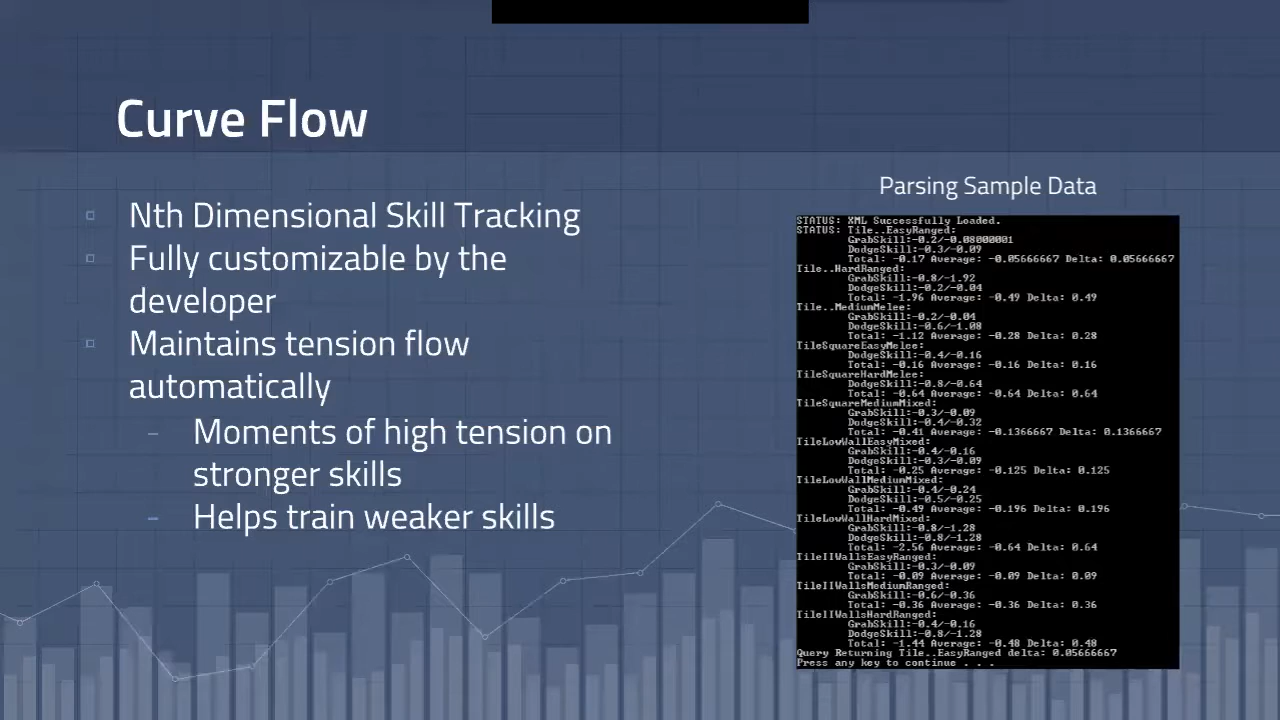 Curve Flow
Nth Dimensional Skill Tracking
Fully customizable by the
developer
Maintains tension flow
automatically
- Moments of high tension on
stronger skills
- Helps train weaker skills
Parsing Sample Data
STATUS: XML Successfully Loaded.
STATUS: Tile..EasyRanged:
GrabSkill:-0.2/-0.08000001
DodgeSkill:-0.3/-0.09
Total: -0.17 Average: -0.05666667 Delta: 0.05666667
Tile..HardRanged:
GrabSkill:-0.8/-1.92
DodgeSkill:-0.2/-0.04
Total: -1.96 Average: -0.49 Delta: 0.49
Tile..MediumMelee:
GrabSkill:-0.2/-0.04
DodgeSkill:-0.6/-1.08
Total: -1.12 Average: -0.28 Delta: 0.28
TileSquareEasyMelee:
DodgeSkill:-0.4/-0.16
Total: -0.16 Average: -0.16 Delta: 0.16
TileSquareHardMelee:
DodgeSkill:-0.8/-0.64
Total: -0.64 Average: -0.64 Delta: 0.64
TileSquareMediumMixed:
GrabSkill:-0.3/-0.09
DodgeSkill:-0.4/-0.32
Total: -0.41 Average: -0.1366667 Delta: 0.1366667
TileLowWallEasyMixed:
GrabSkill:-0.4/-0.16
DodgeSkill:-0.3/-0.09
Total: -0.25 Average: -0.125 Delta: 0.125
TileLowWallMediumMixed:
GrabSkill:-0.4/-0.24
DodgeSkill:-0.5/-0.25
Total: -0.49 Average: -0.196 Delta: 0.196
TileLowWallHardMixed:
GrabSkill:-0.8/-1.28
DodgeSkill:-0.8/-1.28
Total: -2.56 Average: -0.64 Delta: 0.64
TileIIWallsEasyRanged:
GrabSkill:-0.3/-0.09
Total: -0.09 Average: -0.09 Delta: 0.09
TileIIWallsMediumRanged:
GrabSkill:-0.6/-0.36
Total: -0.36 Average: -0.36 Delta: 0.36
TileIIWallsHardRanged:
GrabSkill:-0.4/-0.16
DodgeSkill:-0.8/-1.28
Total: -1.44 Average: -0.48 Delta: 0.48
Query Returning Tile..EasyRanged delta: 0.05666667
Press any key to continue . . .